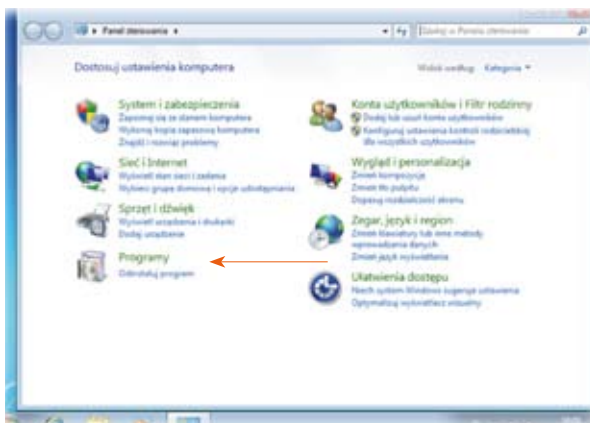 Panel sterowania
Szukaj w Panelu sterowania
Dostosuj ustawienia komputera
Widok według: Kategoria
System i zabezpieczenia
Zapoznaj się ze stanem komputera
Wykonaj kopię zapasową komputera
Znajdź i rozwiąż problemy
Sieć i Internet
Wyświetl stan sieci i zadania
Wybierz grupę domową i opcje udostępniania
Sprzęt i dźwięk
Wyświetl urządzenia i drukarki
Dodaj urządzenie
Programy
Odinstaluj program
Konta użytkowników i Filtr rodzinny
Dodaj lub usuń konta użytkowników
Konfiguruj ustawienia kontroli rodzicielskiej
dla wszystkich użytkowników
Wygląd i personalizacja
Zmień kompozycję
Zmień tło pulpitu
Dopasuj rozdzielczość ekranu
Zegar, język i region
Zmień klawiatury lub inne metody
wprowadzania danych
Zmień język wyświetlania
Ułatwienia dostępu
Niech system Windows sugeruje ustawienia
Optymalizuj wyświetlacz wizualny